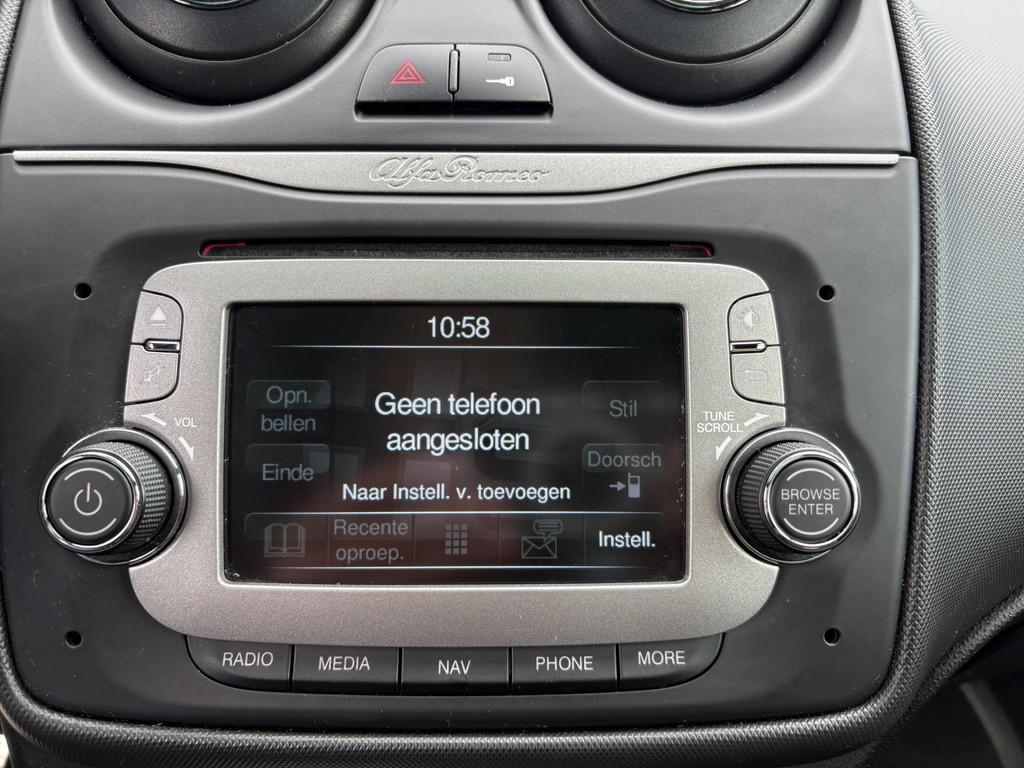 Alfa Romeo
10:58
Opn.
bellen
Geen telefoon
aangesloten
Stil
Einde
Doorsch
Naar Instell. v. toevoegen
Recente
oproep.
Instell.
VOL
TUNE
SCROLL
BROWSE
ENTER
RADIO
MEDIA
NAV
PHONE
MORE